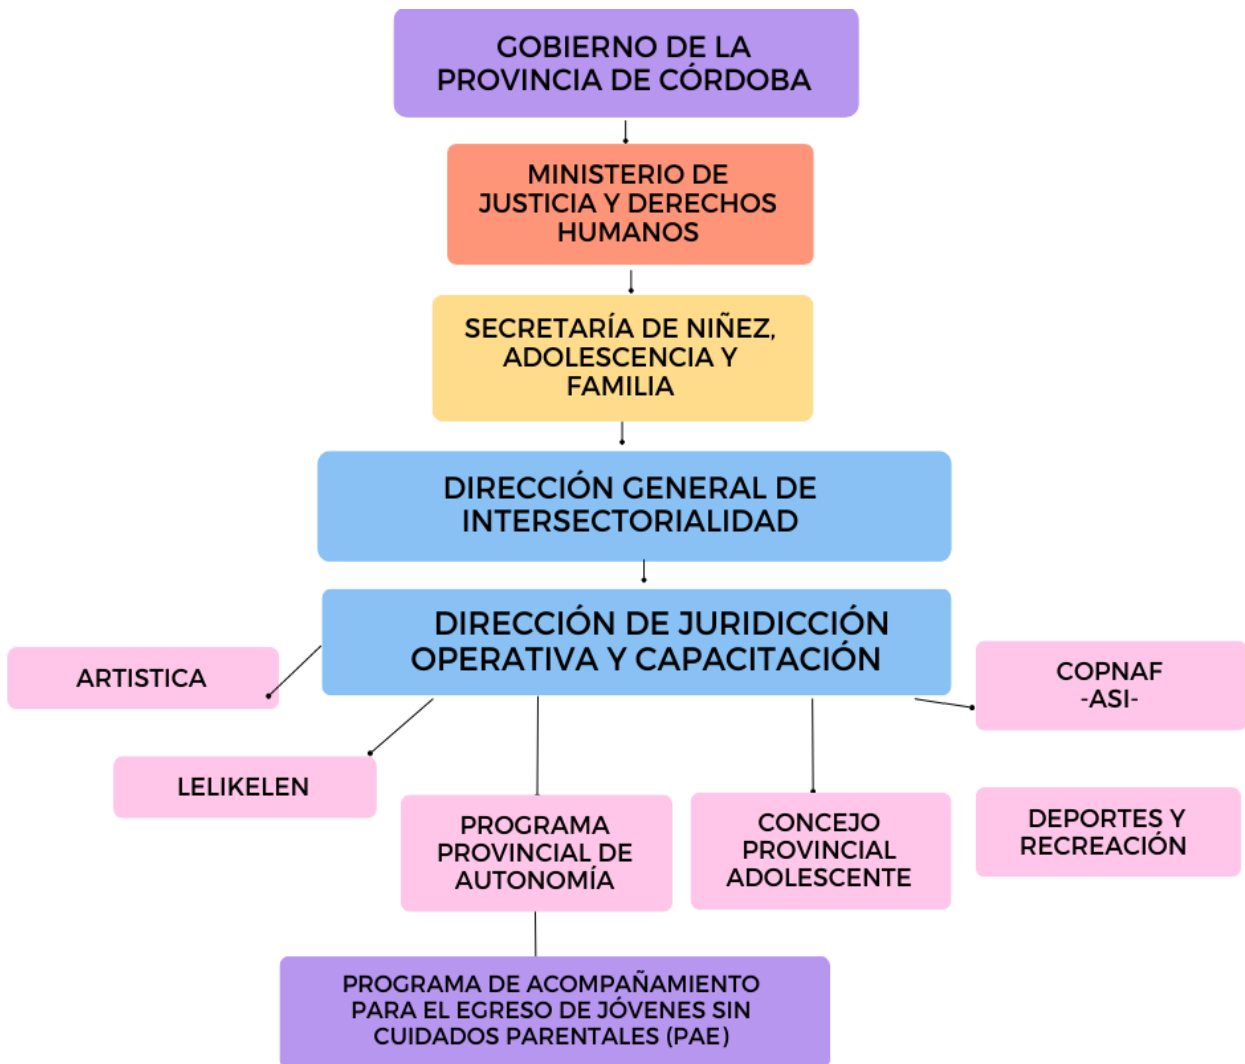 GOBIERNO DE LA
PROVINCIA DE CÓRDOBA
MINISTERIO DE
JUSTICIA Y DERECHOS
HUMANOS
SECRETARÍA DE NIÑEZ,
ADOLESCENCIA Y
FAMILIA
DIRECCIÓN GENERAL DE
INTERSECTORIALIDAD
DIRECCIÓN DE JURIDICCIÓN
OPERATIVA Y CAPACITACIÓN
ARTISTICA
COPNAF
-ASI-
LELIKELEN
PROGRAMA
PROVINCIAL DE
AUTONOMÍA
CONCEJO
PROVINCIAL
ADOLESCENTE
DEPORTES Y
RECREACIÓN
PROGRAMA DE ACOMPAÑAMIENTO
PARA EL EGRESO DE JÓVENES SIN
CUIDADOS PARENTALES (PAE)